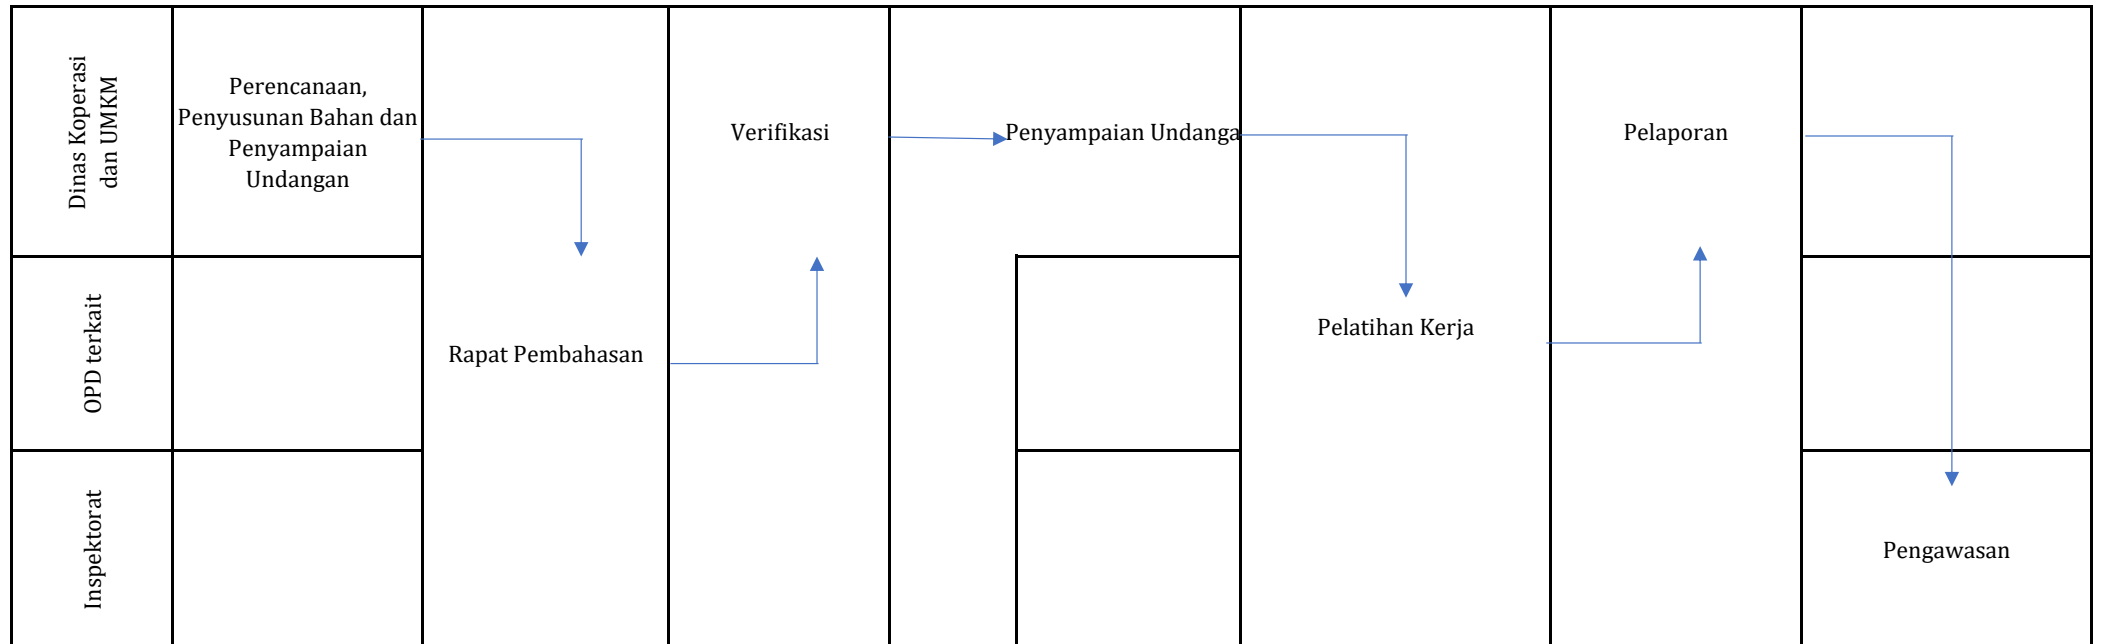 Dinas Koperasi
dan UMKM
Perencanaan,
Penyusunan Bahan dan
Penyampaian
Undangan
Verifikasi
Penyampaian Undanga
Pelaporan
OPD terkait
Rapat Pembahasan
Pelatihan Kerja
Inspektorat
Pengawasan